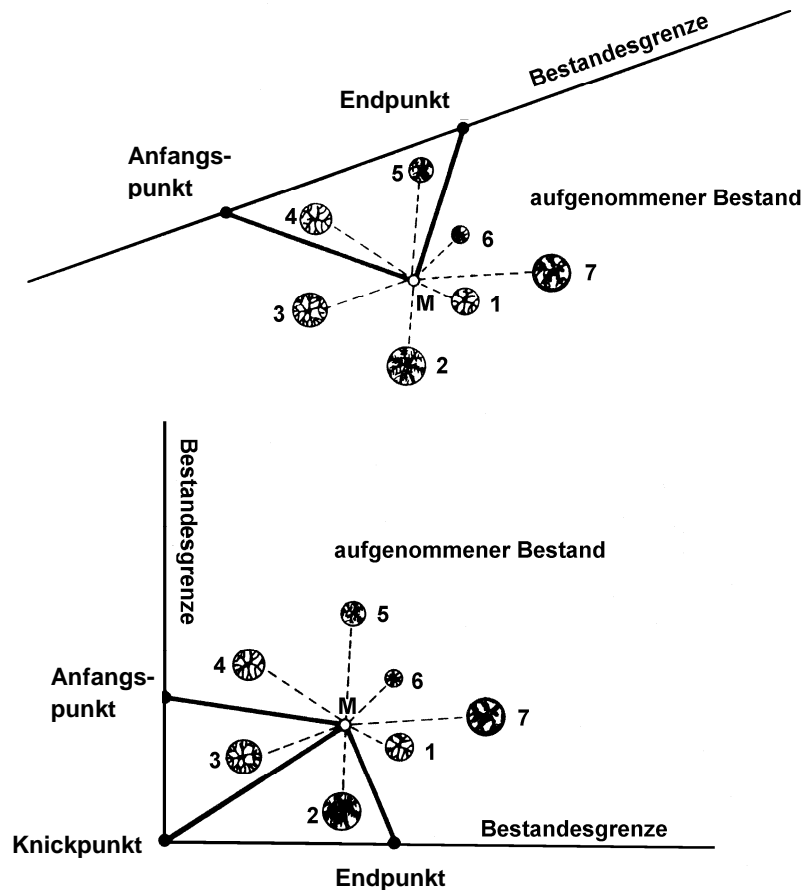 Bestandesgrenze
Endpunkt
Anfangs-
punkt
5
aufgenommener Bestand
4
6
7
3
M
1
2
Bestandesgrenze
aufgenommener Bestand
5
4
Anfangs-
punkt
6
M
7
3
1
2
Bestandesgrenze
Knickpunkt
Endpunkt